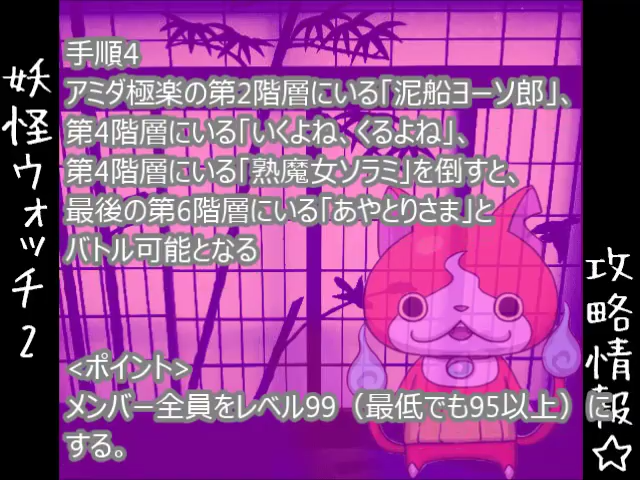 妖怪ウォッチ2
手順4
アミダ極楽の第2階層にいる「泥船ヨーソ郎」、
第4階層にいる「いくよね、くるよね」、
第4階層にいる「熟魔女ソラミ」を倒すと、
最後の第6階層にいる「あやとりさま」と
バトル可能となる
<ポイント>
メンバー全員をレベル99（最低でも95以上）に
する。
攻略情報☆